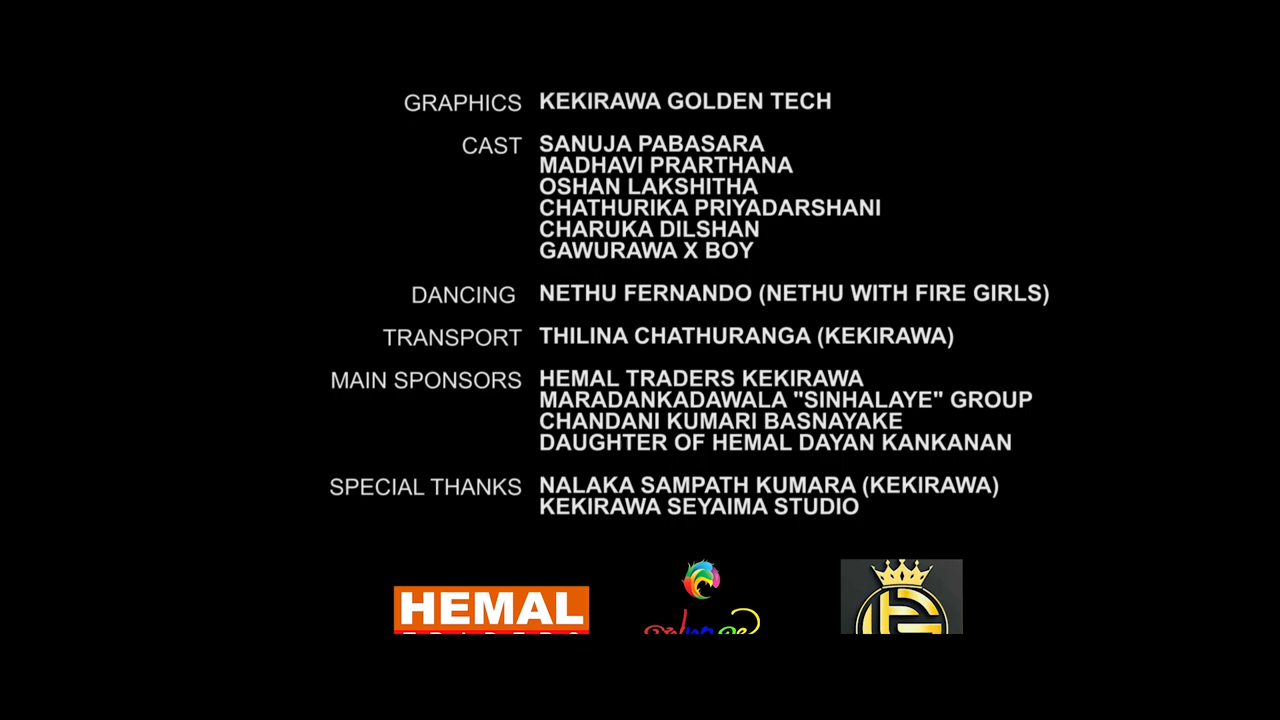 GRAPHICS KEKIRAWA GOLDEN TECH
CAST SANUJA PABASARA
MADHAVI PRARTHANA
OSHAN LAKSHITHA
CHATHURIKA PRIYADARSHANI
CHARUKA DILSHAN
GAWURAWA X BOY
DANCING NETHU FERNANDO (NETHU WITH FIRE GIRLS)
TRANSPORT THILINA CHATHURANGA (KEKIRAWA)
MAIN SPONSORS HEMAL TRADERS KEKIRAWA
MARADANKADAWALA "SINHALAYE" GROUP
CHANDANI KUMARI BASNAYAKE
DAUGHTER OF HEMAL DAYAN KANKANAN
SPECIAL THANKS NALAKA SAMPATH KUMARA (KEKIRAWA)
KEKIRAWA SEYAIMA STUDIO
HEMAL